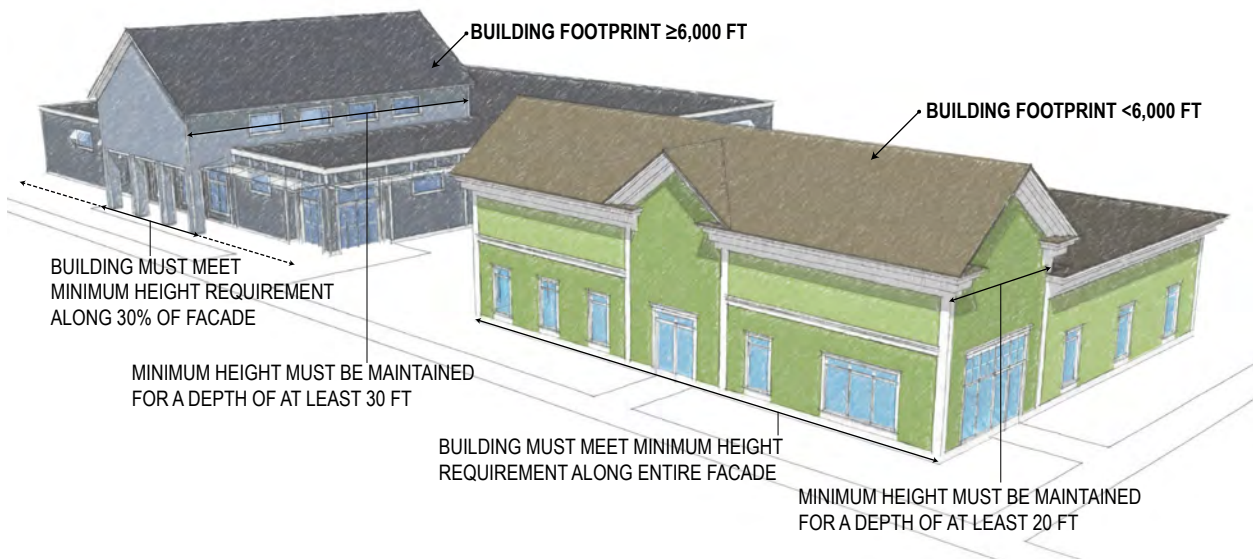 BUILDING FOOTPRINT ≥6,000 FT
BUILDING FOOTPRINT <6,000 FT
BUILDING MUST MEET
MINIMUM HEIGHT REQUIREMENT
ALONG 30% OF FACADE
MINIMUM HEIGHT MUST BE MAINTAINED
FOR A DEPTH OF AT LEAST 30 FT
BUILDING MUST MEET MINIMUM HEIGHT
REQUIREMENT ALONG ENTIRE FACADE
MINIMUM HEIGHT MUST BE MAINTAINED
FOR A DEPTH OF AT LEAST 20 FT